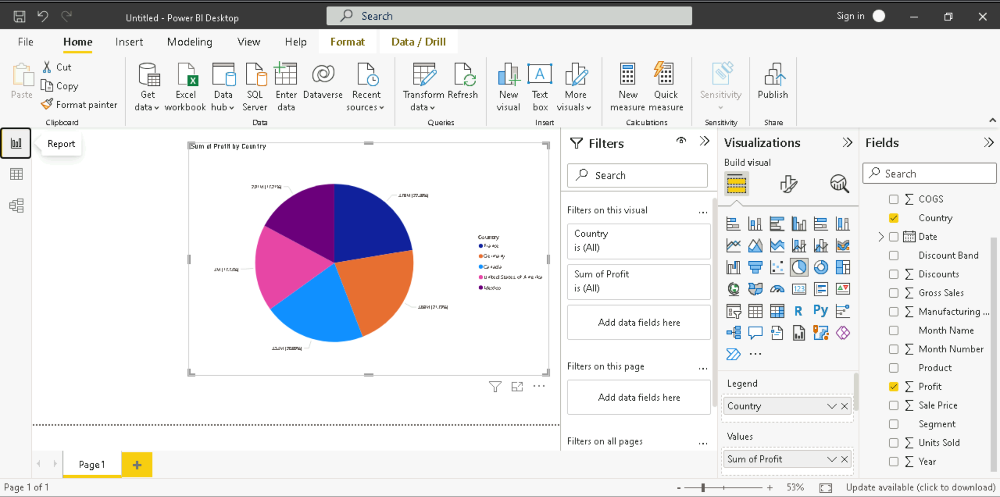 Untitled - Power BI Desktop
Search
Sign in
File
Home
Insert
Modeling
View
Help
Format
Data / Drill
Paste
Cut
Copy
Format painter
Clipboard
Get data
Excel workbook
Data hub
SQL Server
Enter data
Dataverse
Recent sources
Data
Transform data
Refresh
Queries
New visual
Text box
More visuals
Insert
New measure
Quick measure
Calculations
Sensitivity
Sensitivity
Publish
Share
Report
Sum of Profit by Country
Country
France
Germany
Canada
United States of America
Mexico
Filters
Search
Filters on this visual
...
Country
is (All)
Sum of Profit
is (All)
Add data fields here
Filters on this page
...
Add data fields here
Filters on all pages
...
Visualizations
Build visual
123
R
Py
...
Legend
Country
Values
Sum of Profit
Fields
Search
∑ COGS
Country
Date
Discount Band
∑ Discounts
∑ Gross Sales
∑ Manufacturing ...
Month Name
∑ Month Number
Product
∑ Profit
∑ Sale Price
Segment
∑ Units Sold
∑ Year
Page 1
+
Page 1 of 1
- +
53%
Update available (click to download)